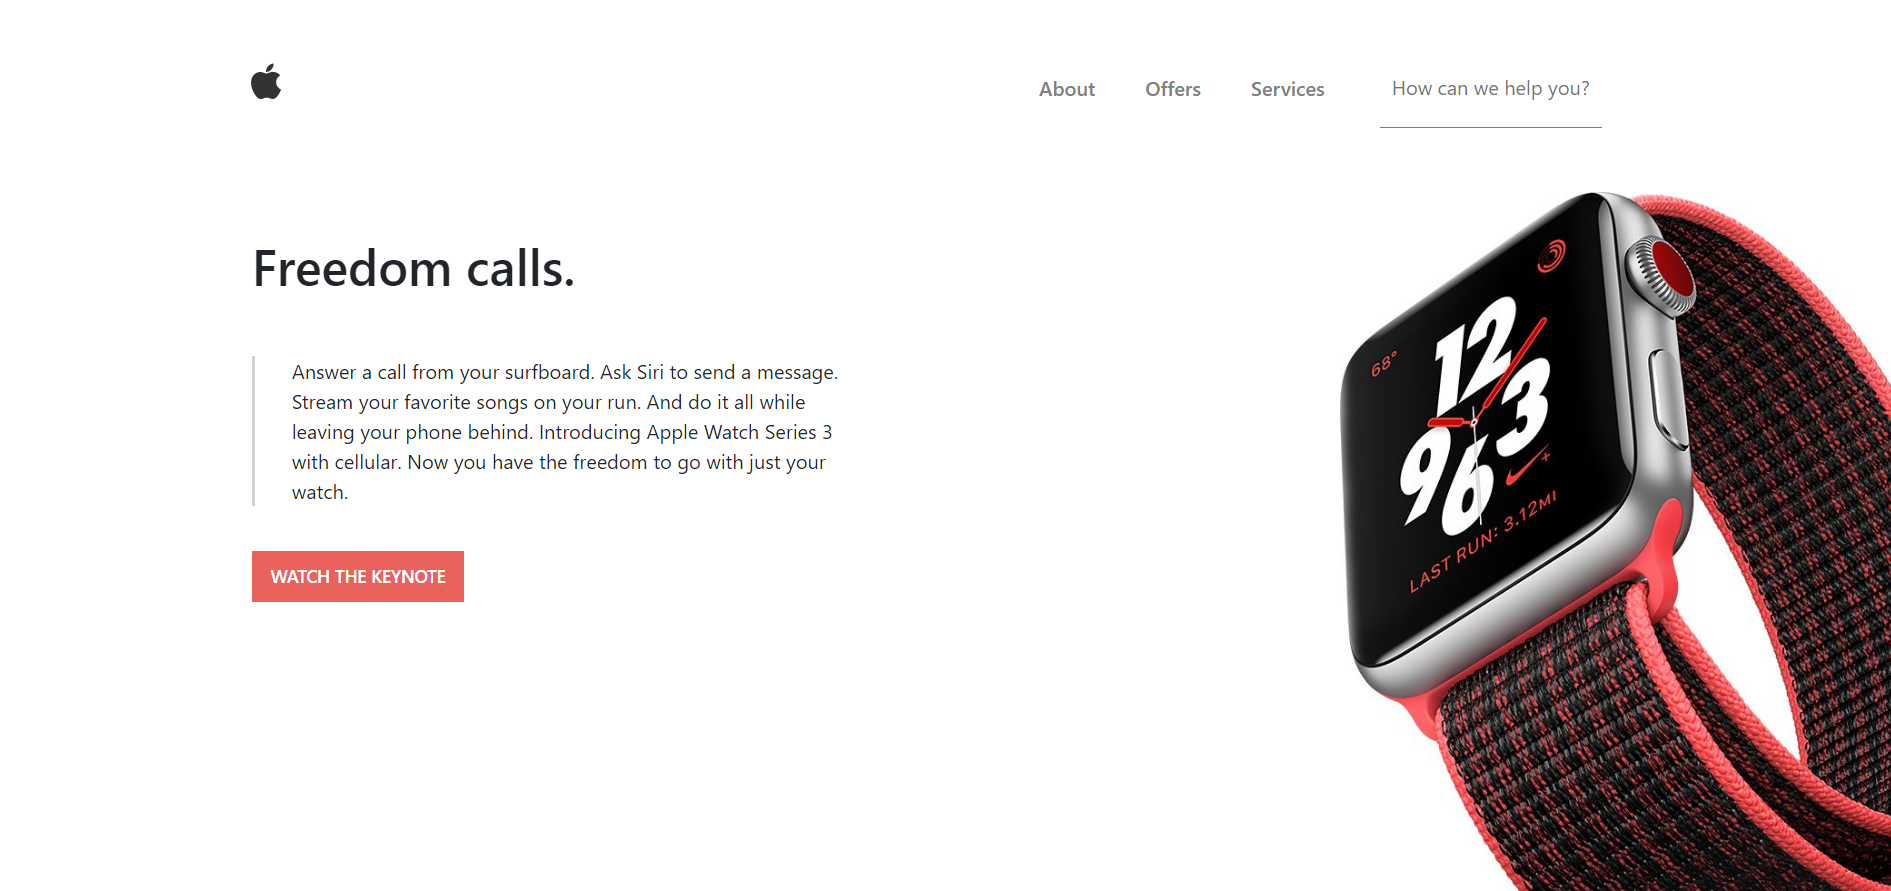 About Offers Services How can we help you?
Freedom calls.
Answer a call from your surfboard. Ask Siri to send a message.
Stream your favorite songs on your run. And do it all while
leaving your phone behind. Introducing Apple Watch Series 3
with cellular. Now you have the freedom to go with just your
watch.
WATCH THE KEYNOTE
68°
12
3
9
6
+
LAST RUN: 3.12MI